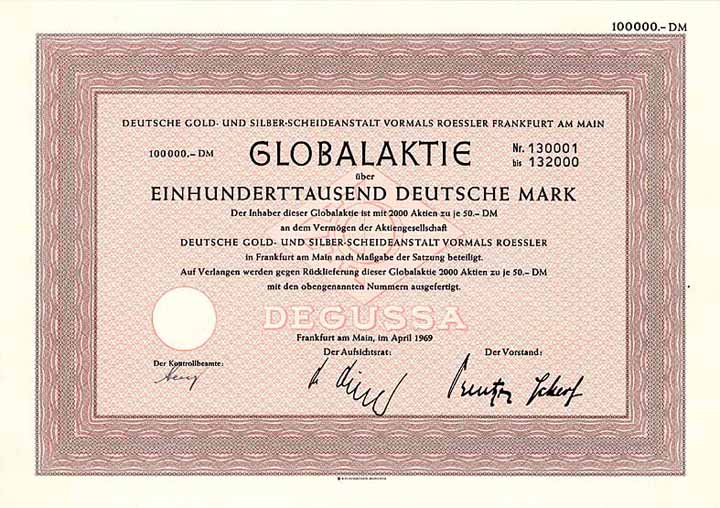 100000.- DM
DEUTSCHE GOLD- UND SILBER-SCHEIDEANSTALT VORMALS ROESSLER FRANKFURT AM MAIN
100000.- DM GLOBALAKTIE Nr. 130001
bis 132000
über
EINHUNDERTTAUSEND DEUTSCHE MARK
Der Inhaber dieser Globalaktie ist mit 2000 Aktien zu je 50.- DM
an dem Vermögen der Aktiengesellschaft
DEUTSCHE GOLD- UND SILBER-SCHEIDEANSTALT VORMALS ROESSLER
in Frankfurt am Main nach Maßgabe der Satzung beteiligt.
Auf Verlangen werden gegen Rücklieferung dieser Globalaktie 2000 Aktien zu je 50.- DM
mit den obengenannten Nummern ausgefertigt.
DEGUSSA
Frankfurt am Main, im April 1969
Der Kontrollbeamte: Der Aufsichtsrat: Der Vorstand: